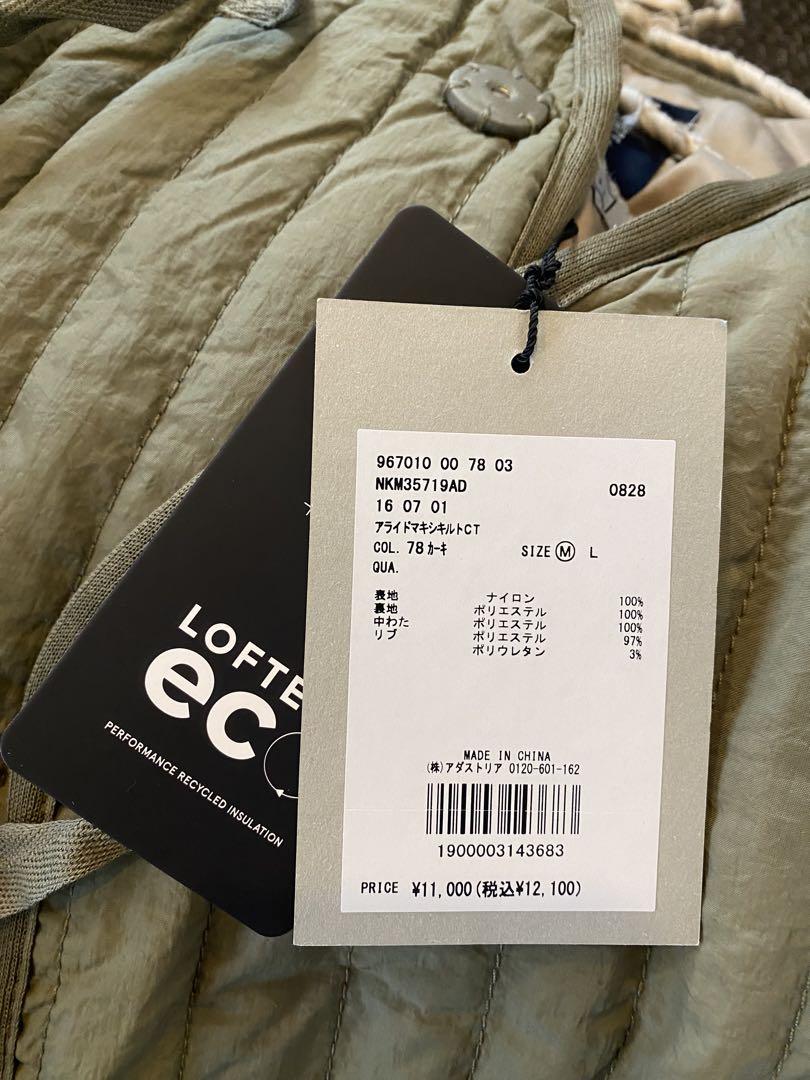 967010 00 78 03
NKM35719AD 0828
16 07 01
アライドマキシキルトCT
COL. 78 ｶｰｷ SIZE M L
QUA.
表地 ナイロン 100%
裏地 ポリエステル 100%
中わた ポリエステル 100%
リブ ポリエステル 97%
ポリウレタン 3%
MADE IN CHINA
(株)アダストリア 0120-601-162
1900003143683
PRICE ¥11,000(税込¥12,100)
LOFTE
eco
PERFORMANCE RECYCLED INSULATION